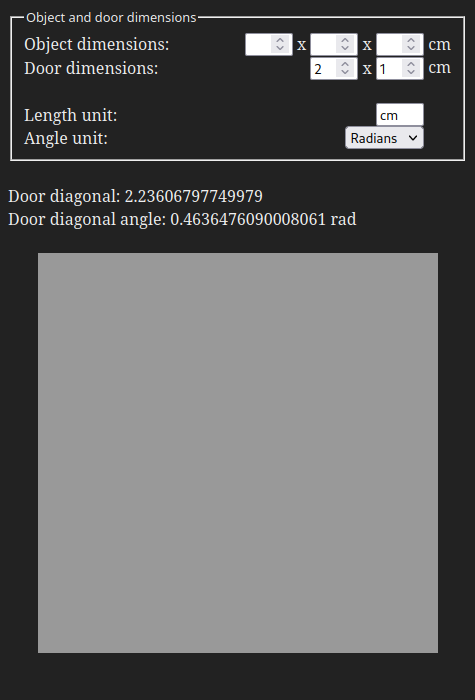 Object and door dimensions
Object dimensions: x x cm
Door dimensions: 2 x 1 cm
Length unit: cm
Angle unit: Radians
Door diagonal: 2.23606797749979
Door diagonal angle: 0.4636476090008061 rad